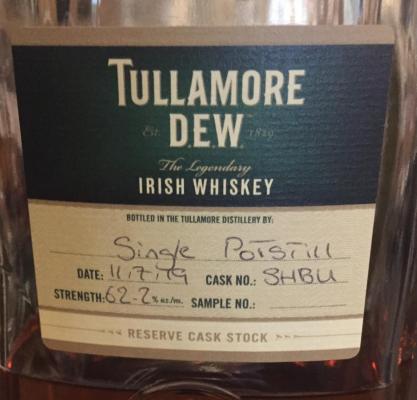 TULLAMORE
Est. D.E.W.™ 1829
The Legendary
IRISH WHISKEY
BOTTLED IN THE TULLAMORE DISTILLERY BY:
Single Potstill
DATE: 11.7.19 CASK NO.: SHBU
STRENGTH: 62.2 % ALC./VOL. SAMPLE NO.:
RESERVE CASK STOCK